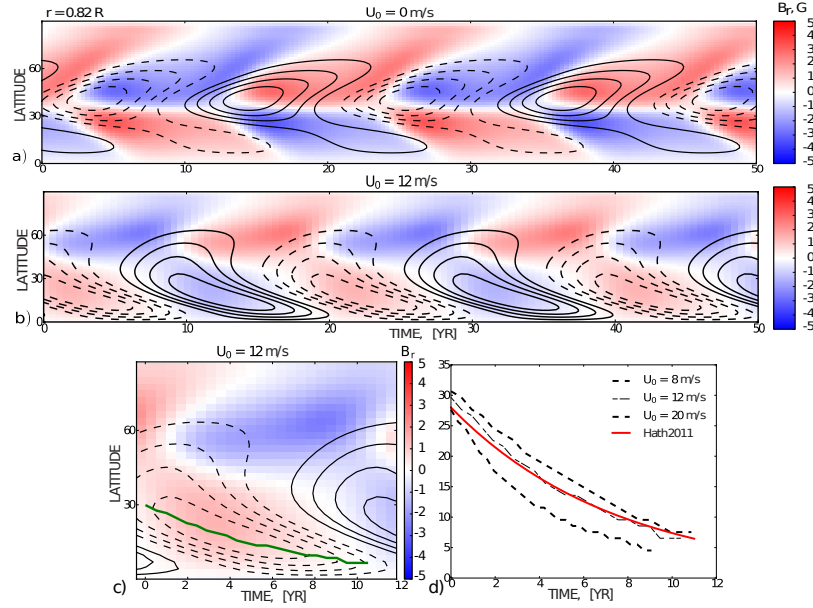 r = 0.82 R
U₀ = 0 m/s
B_r, G
LATITUDE
60
30
0
a)
0 10 20 30 40 50
5
4
3
2
1
0
-1
-2
-3
-4
-5
U₀ = 12 m/s
LATITUDE
60
30
0
b)
0 10 20 30 40 50
TIME, [YR]
5
4
3
2
1
0
-1
-2
-3
-4
-5
U₀ = 12 m/s
B_r
LATITUDE
60
30
c)
0 2 4 6 8 10 12
TIME, [YR]
5
4
3
2
1
0
-1
-2
-3
-4
-5
35
30
25
20
15
10
5
0
U₀ = 8 m/s
U₀ = 12 m/s
U₀ = 20 m/s
Hath2011
d)
0 2 4 6 8 10 12
TIME, [YR]